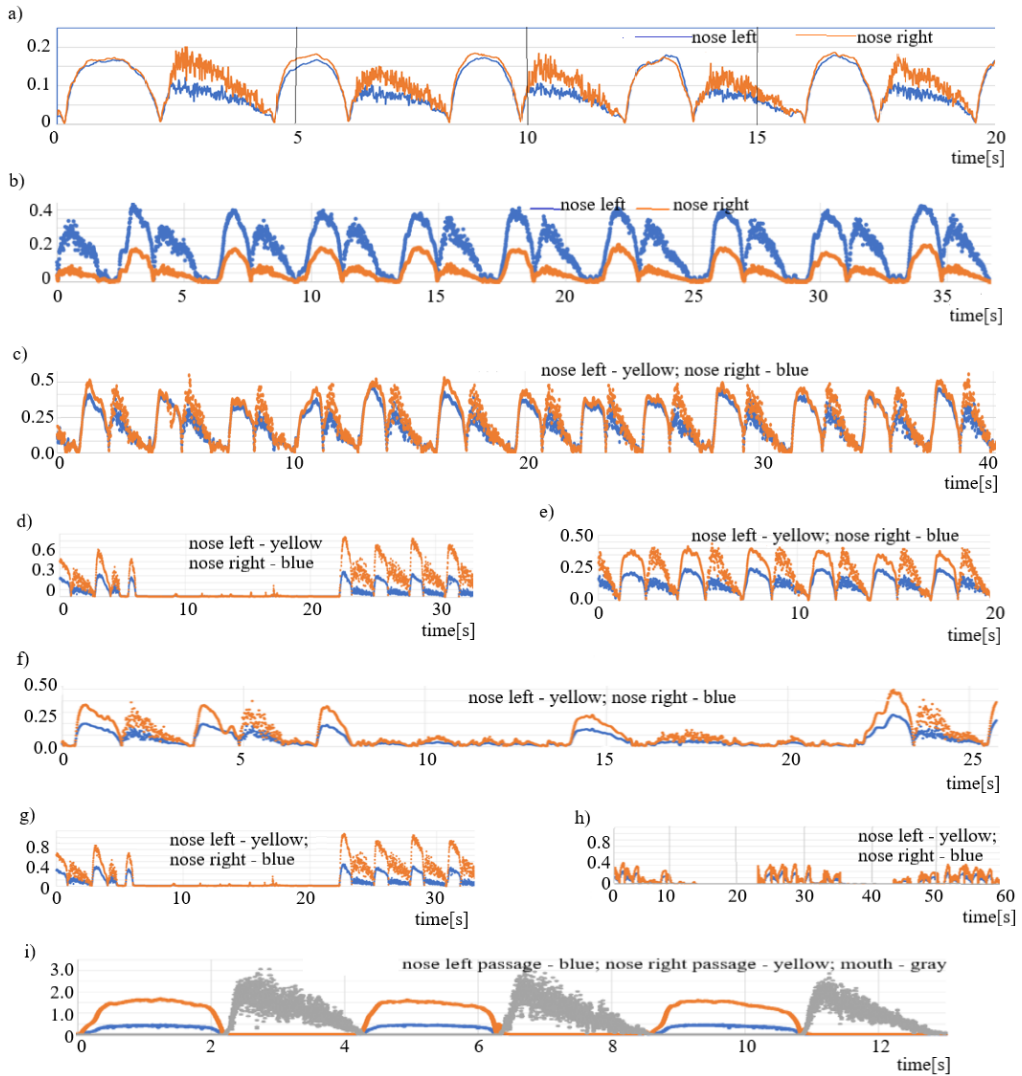 a)
nose left nose right
0.2
0.1
0
0 5 10 15 20
time[s]
b)
nose left nose right
0.4
0.2
0
0 5 10 15 20 25 30 35
time[s]
c)
nose left - yellow; nose right - blue
0.5
0.25
0.0
0 10 20 30 40
time[s]
d)
nose left - yellow
nose right - blue
0.6
0.3
0
0 10 20 30
time[s]
e)
nose left - yellow; nose right - blue
0.50
0.25
0.0
0 10 20
time[s]
f)
nose left - yellow; nose right - blue
0.50
0.25
0.0
0 5 10 15 20 25
time[s]
g)
nose left - yellow;
nose right - blue
0.8
0.4
0
0 10 20 30
time[s]
h)
nose left - yellow;
nose right - blue
0.8
0.4
0
0 10 20 30 40 50 60
time[s]
i)
nose left passage - blue; nose right passage - yellow; mouth - gray
3.0
2.0
1.0
0
0 2 4 6 8 10 12
time[s]